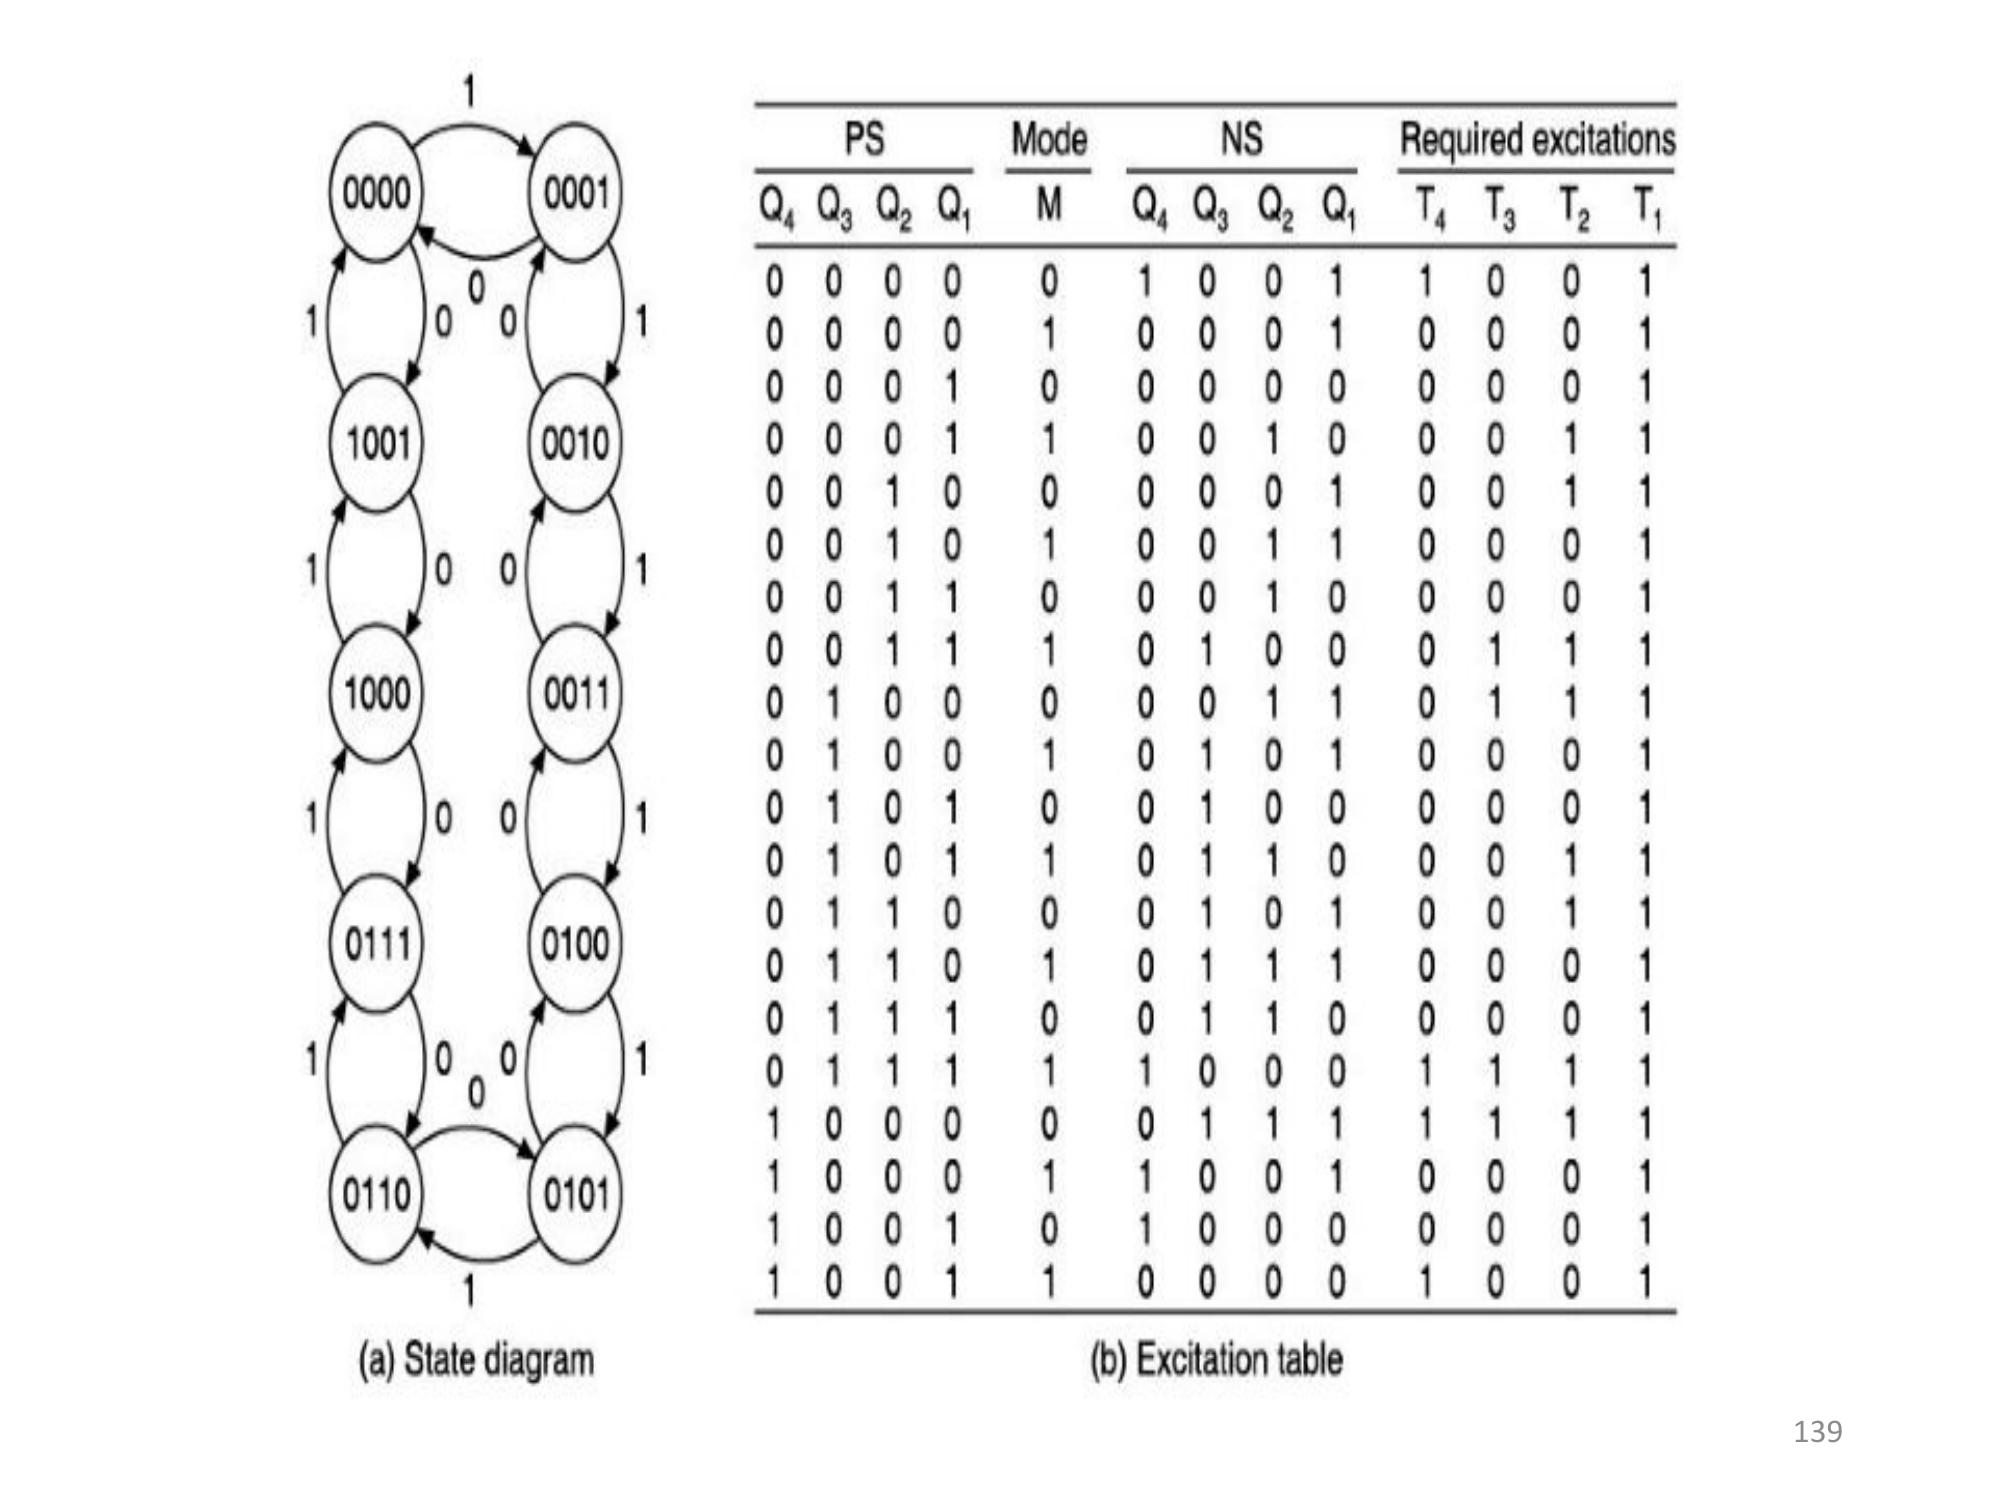 1
0000 0001
0
1 0 0 1
1001 0010
1 0 0 1
1000 0011
1 0 0 1
0111 0100
1 0 0 1
0
0110 0101
1
(a) State diagram
PS Mode NS Required excitations
Q4 Q3 Q2 Q1 M Q4 Q3 Q2 Q1 T4 T3 T2 T1
0 0 0 0 0 1 0 0 1 1 0 0 1
0 0 0 0 1 0 0 0 1 0 0 0 1
0 0 0 1 0 0 0 0 0 0 0 0 1
0 0 0 1 1 0 0 1 0 0 0 1 1
0 0 1 0 0 0 0 0 1 0 0 1 1
0 0 1 0 1 0 0 1 1 0 0 0 1
0 0 1 1 0 0 0 1 0 0 0 0 1
0 0 1 1 1 0 1 0 0 0 1 1 1
0 1 0 0 0 0 0 1 1 0 1 1 1
0 1 0 0 1 0 1 0 1 0 0 0 1
0 1 0 1 0 0 1 0 0 0 0 0 1
0 1 0 1 1 0 1 1 0 0 0 1 1
0 1 1 0 0 0 1 0 1 0 0 1 1
0 1 1 0 1 0 1 1 1 0 0 0 1
0 1 1 1 0 0 1 1 0 0 0 0 1
0 1 1 1 1 1 0 0 0 1 1 1 1
1 0 0 0 0 0 1 1 1 1 1 1 1
1 0 0 0 1 1 0 0 1 0 0 0 1
1 0 0 1 0 1 0 0 0 0 0 0 1
1 0 0 1 1 0 0 0 0 1 0 0 1
(b) Excitation table
139